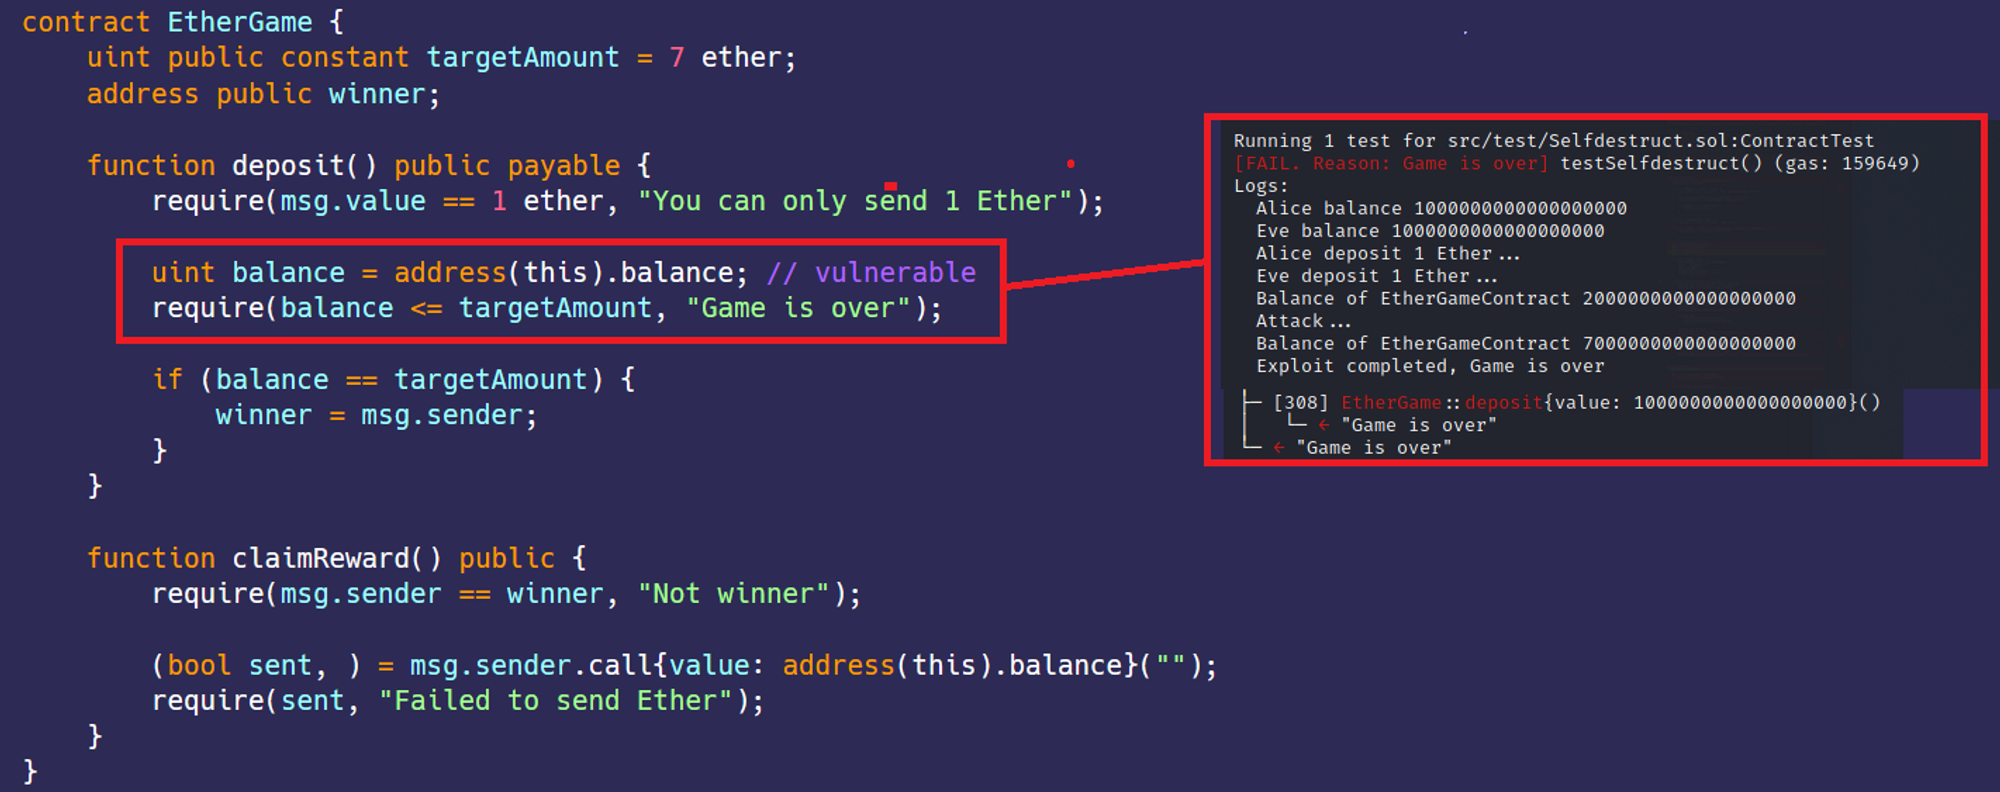 contract EtherGame {
    uint public constant targetAmount = 7 ether;
    address public winner;
    function deposit() public payable {
        require(msg.value == 1 ether, "You can only send 1 Ether");
        uint balance = address(this).balance; // vulnerable
        require(balance <= targetAmount, "Game is over");
        if (balance == targetAmount) {
            winner = msg.sender;
        }
    }
    function claimReward() public {
        require(msg.sender == winner, "Not winner");
        (bool sent, ) = msg.sender.call{value: address(this).balance}("");
        require(sent, "Failed to send Ether");
    }
}
Running 1 test for src/test/Selfdestruct.sol:ContractTest
[FAIL. Reason: Game is over] testSelfdestruct() (gas: 159649)
Logs:
  Alice balance 1000000000000000000
  Eve balance 1000000000000000000
  Alice deposit 1 Ether...
  Eve deposit 1 Ether...
  Balance of EtherGameContract 2000000000000000000
  Attack...
  Balance of EtherGameContract 7000000000000000000
  Exploit completed, Game is over
├─ [308] EtherGame::deposit{value: 1000000000000000000}()
│   └─ ← "Game is over"
└─ ← "Game is over"